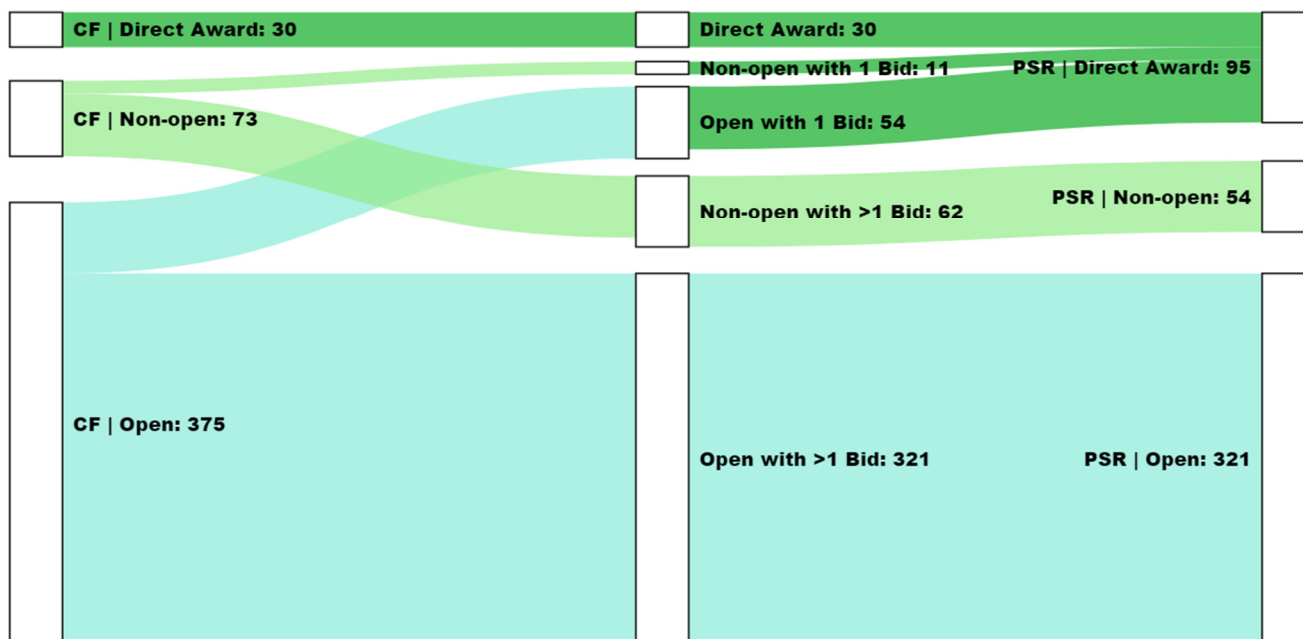 CF | Direct Award: 30
Direct Award: 30
Non-open with 1 Bid: 11
PSR | Direct Award: 95
CF | Non-open: 73
Open with 1 Bid: 54
PSR | Non-open: 54
Non-open with >1 Bid: 62
CF | Open: 375
Open with >1 Bid: 321
PSR | Open: 321